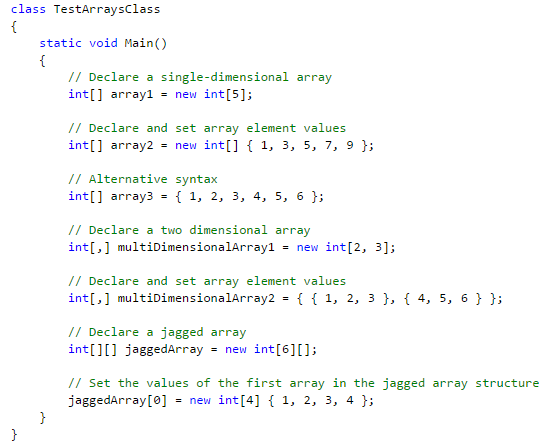 class TestArraysClass
{
    static void Main()
    {
        // Declare a single-dimensional array
        int[] array1 = new int[5];

        // Declare and set array element values
        int[] array2 = new int[] { 1, 3, 5, 7, 9 };

        // Alternative syntax
        int[] array3 = { 1, 2, 3, 4, 5, 6 };

        // Declare a two dimensional array
        int[,] multiDimensionalArray1 = new int[2, 3];

        // Declare and set array element values
        int[,] multiDimensionalArray2 = { { 1, 2, 3 }, { 4, 5, 6 } };

        // Declare a jagged array
        int[][] jaggedArray = new int[6][];

        // Set the values of the first array in the jagged array structure
        jaggedArray[0] = new int[4] { 1, 2, 3, 4 };
    }
}